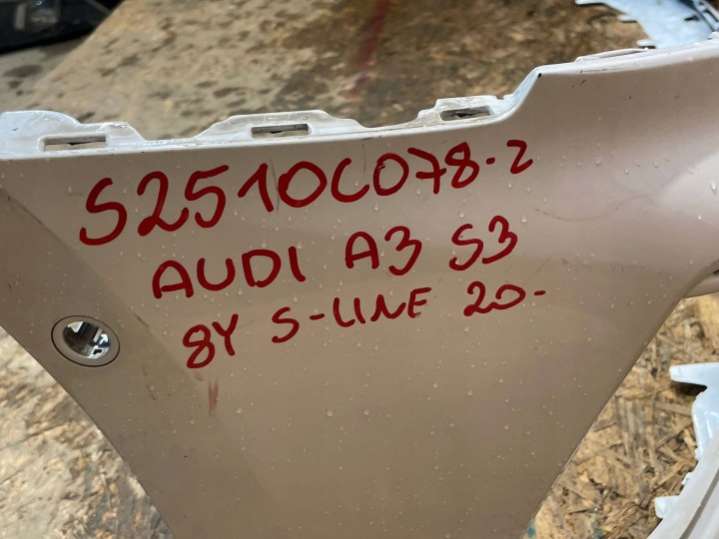 S2510C078-2
AUDI A3 S3
8Y S-LINE 20-